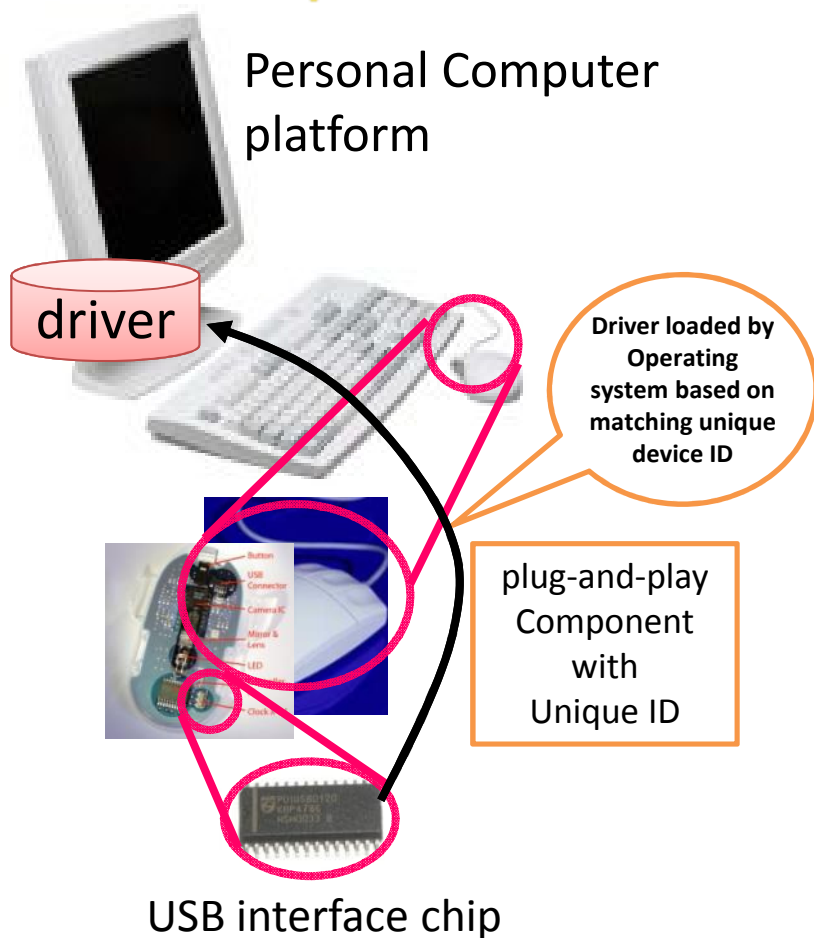 Personal Computer
platform
driver
Driver loaded by
Operating
system based on
matching unique
device ID
plug-and-play
Component
with
Unique ID
Button
USB
Connector
Camera IC
Mirror &
Lens
LED
USB interface chip